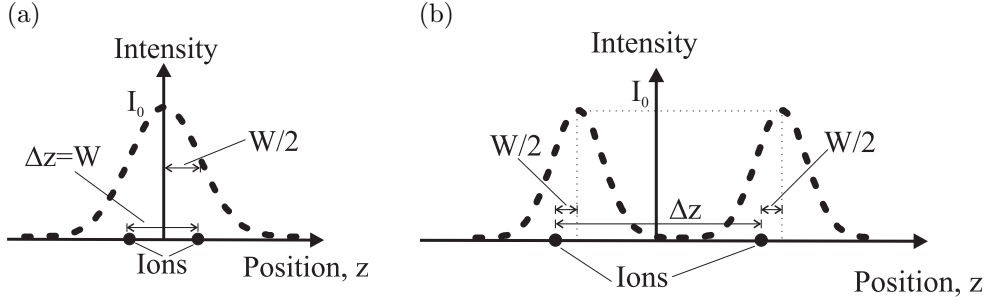 (a)
Intensity
I₀
W/2
Δz=W
Ions
Position, z
(b)
Intensity
I₀
W/2
W/2
Δz
Ions
Position, z